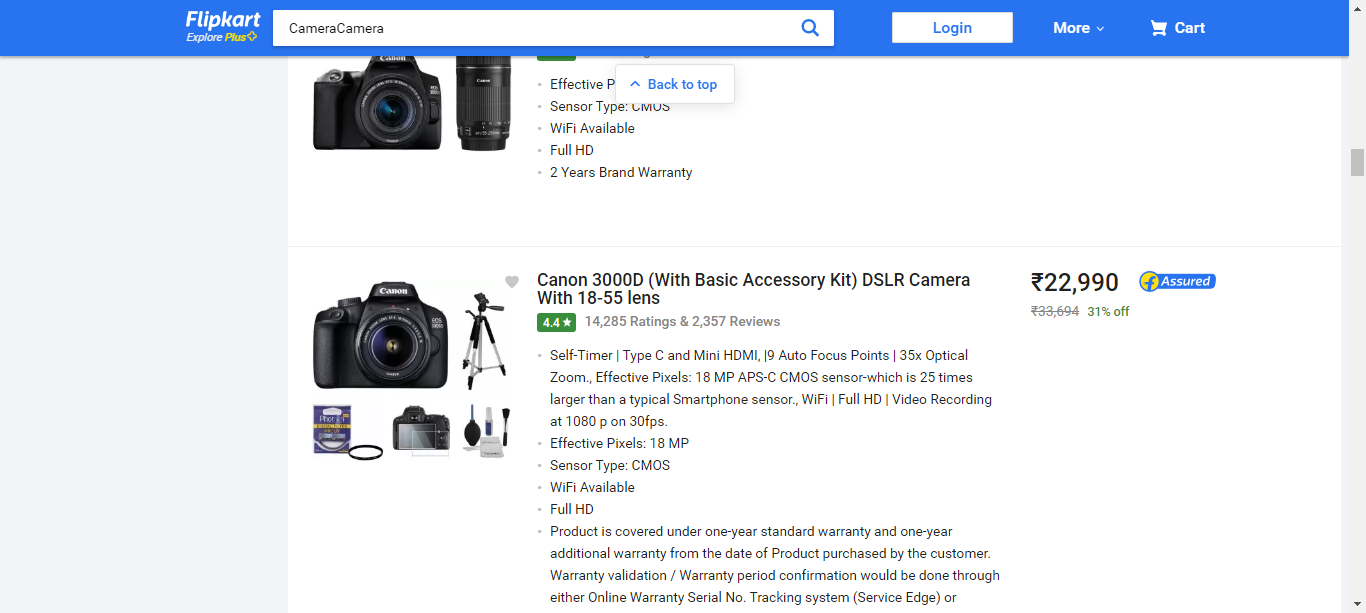 Flipkart
Explore Plus
CameraCamera
Login
More
Cart
Back to top
Canon
Canon
Effective P
Sensor Type: CMOS
WiFi Available
Full HD
2 Years Brand Warranty
Canon 3000D (With Basic Accessory Kit) DSLR Camera
With 18-55 lens
₹22,990
Assured
4.4
14,285 Ratings & 2,357 Reviews
₹33,694 31% off
Canon
EOS
Self-Timer | Type C and Mini HDMI, |9 Auto Focus Points | 35x Optical
Zoom., Effective Pixels: 18 MP APS-C CMOS sensor-which is 25 times
larger than a typical Smartphone sensor., WiFi | Full HD | Video Recording
at 1080 p on 30fps.
Effective Pixels: 18 MP
Sensor Type: CMOS
WiFi Available
Full HD
Product is covered under one-year standard warranty and one-year
additional warranty from the date of Product purchased by the customer.
Warranty validation / Warranty period confirmation would be done through
either Online Warranty Serial No. Tracking system (Service Edge) or